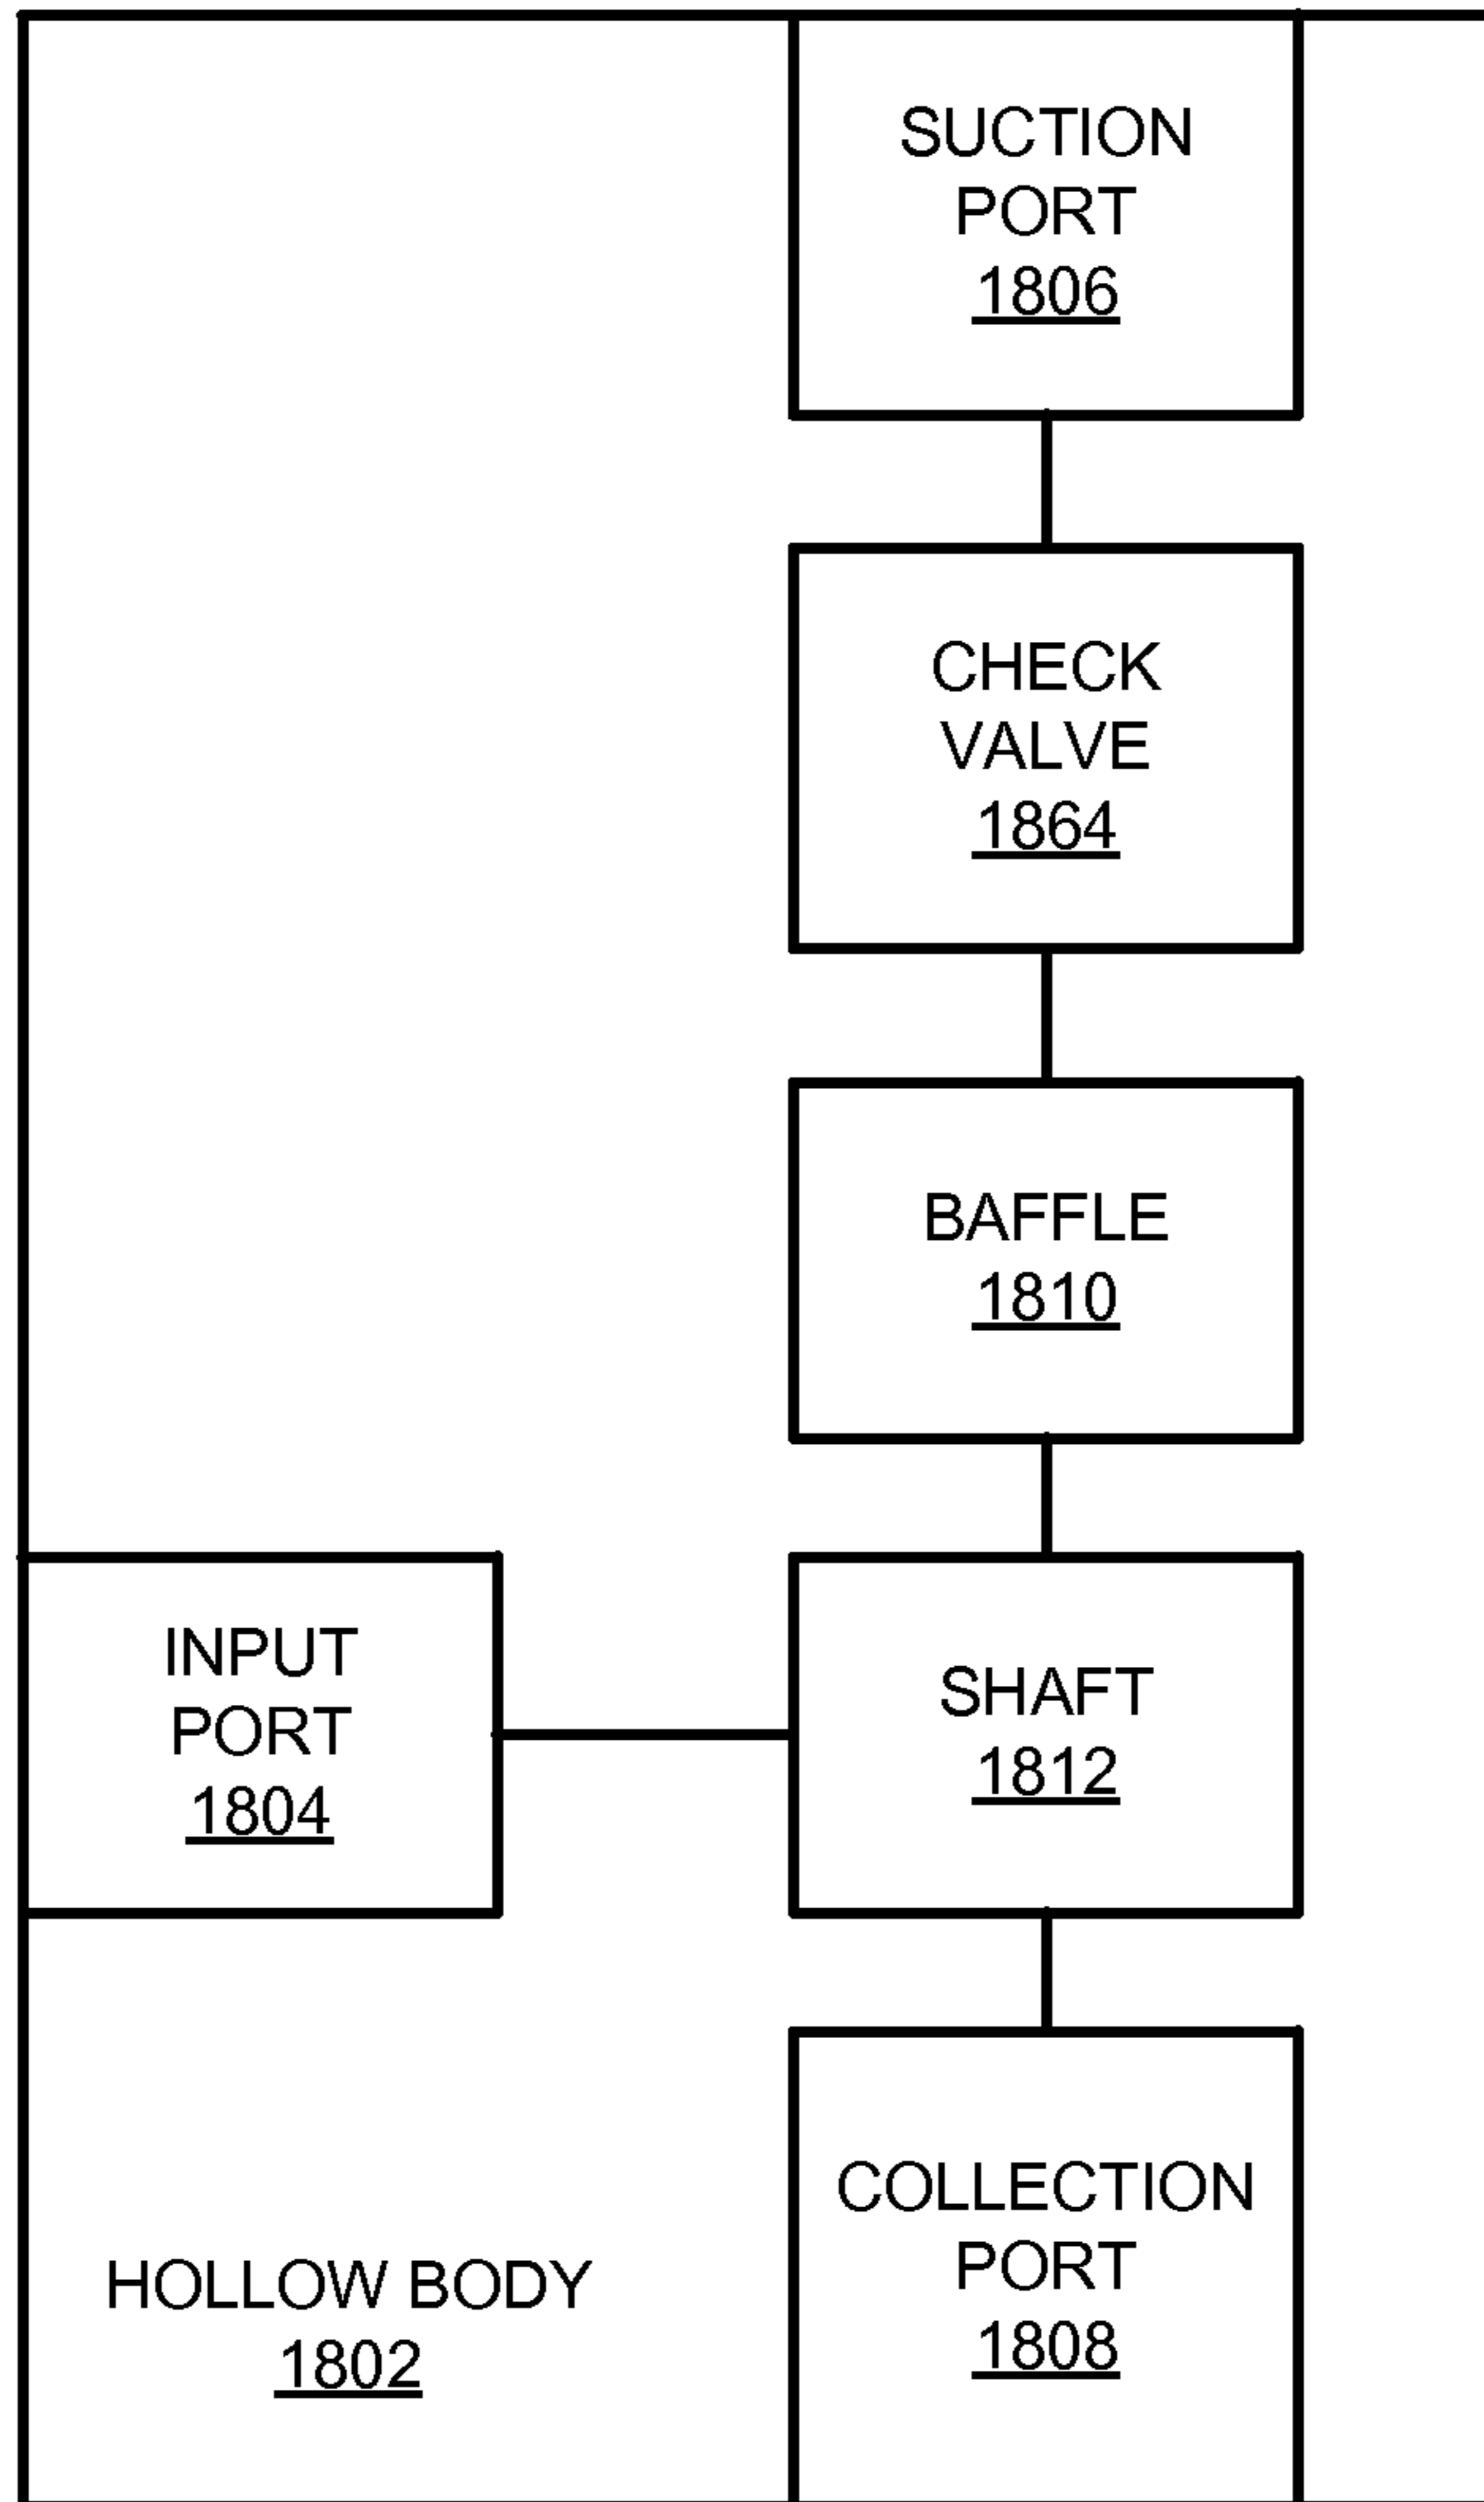 SUCTION
PORT
1806
CHECK
VALVE
1864
BAFFLE
1810
INPUT
PORT
1804
SHAFT
1812
COLLECTION
PORT
1808
HOLLOW BODY
1802